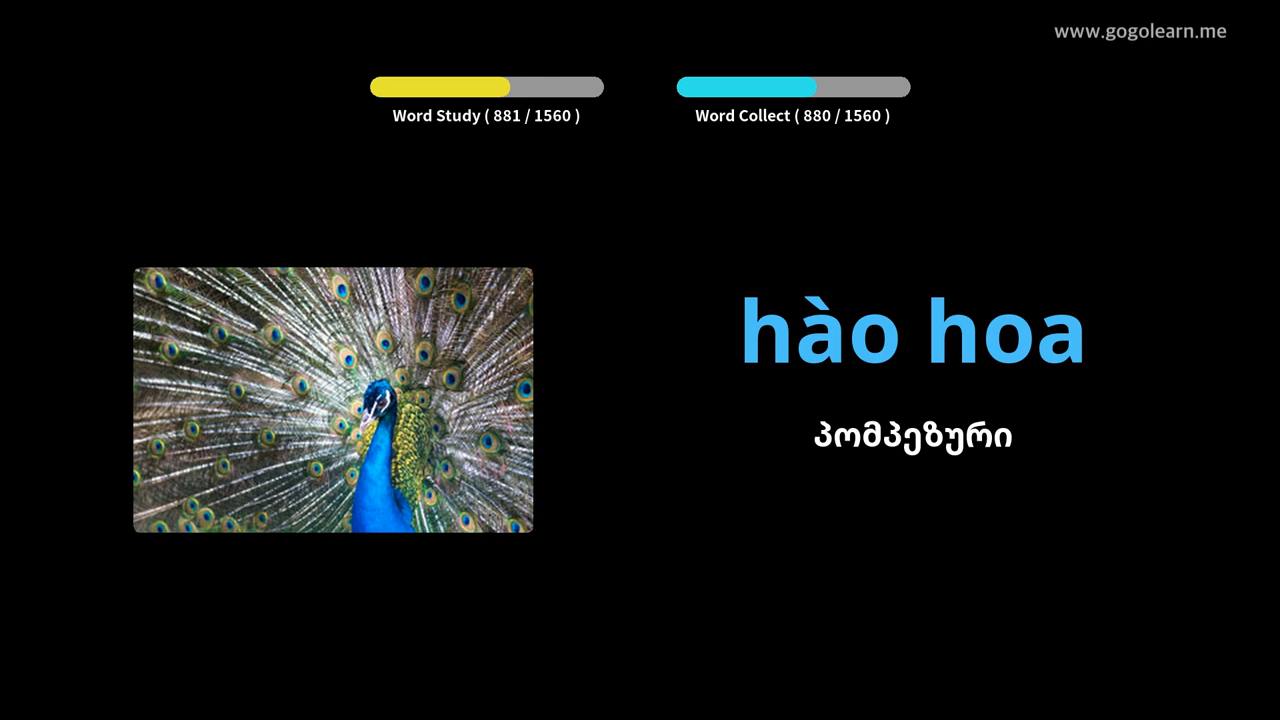 www.gogolearn.me
Word Study ( 881 / 1560 )
Word Collect ( 880 / 1560 )
hào hoa
პომპეზური